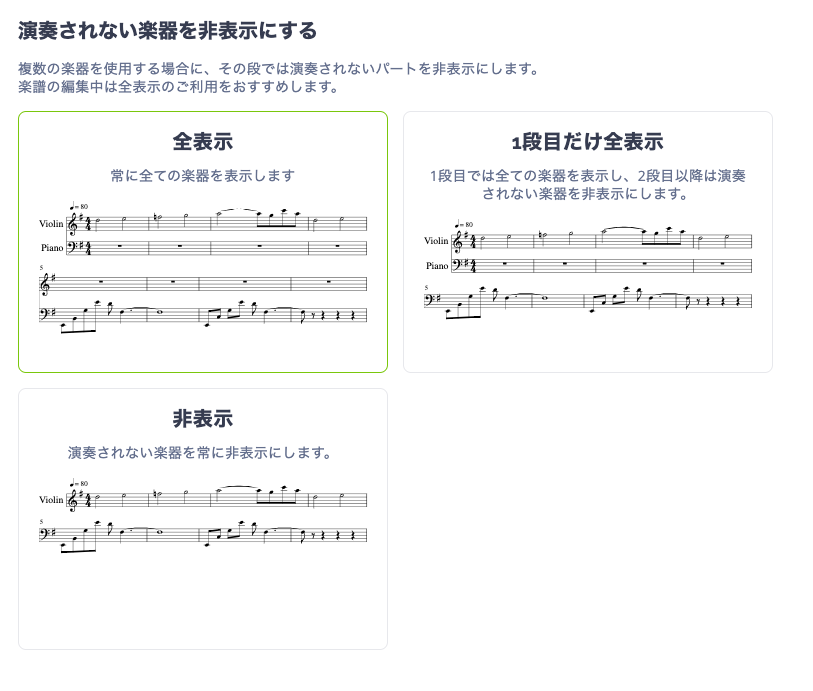 演奏されない楽器を非表示にする
複数の楽器を使用する場合に、その段では演奏されないパートを非表示にします。
楽譜の編集中は全表示のご利用をおすすめします。
全表示
常に全ての楽器を表示します
♩= 80
Violin
Piano
5
1段目だけ全表示
1段目では全ての楽器を表示し、2段目以降は演奏
されない楽器を非表示にします。
♩= 80
Violin
Piano
5
非表示
演奏されない楽器を常に非表示にします。
♩= 80
Violin
5